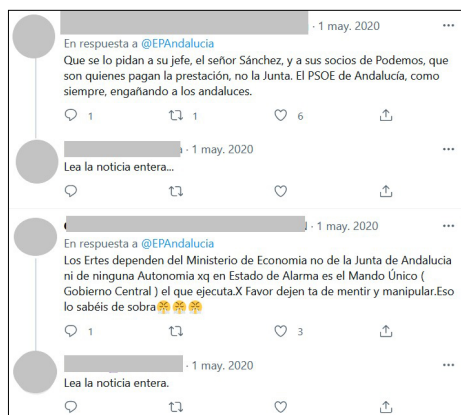 · 1 may. 2020
En respuesta a @EPAndalucia
Que se lo pidan a su jefe, el señor Sánchez, y a sus socios de Podemos, que
son quienes pagan la prestación, no la Junta. El PSOE de Andalucía, como
siempre, engañando a los andaluces.
1 1 6
· 1 may. 2020
Lea la noticia entera...
· 1 may. 2020
En respuesta a @EPAndalucia
Los Ertes dependen del Ministerio de Economia no de la Junta de Andalucia
ni de ninguna Autonomia xq en Estado de Alarma es el Mando Único (
Gobierno Central ) el que ejecuta.X Favor dejen ta de mentir y manipular.Eso
lo sabéis de sobra😤😤😤
1 3
· 1 may. 2020
Lea la noticia entera.